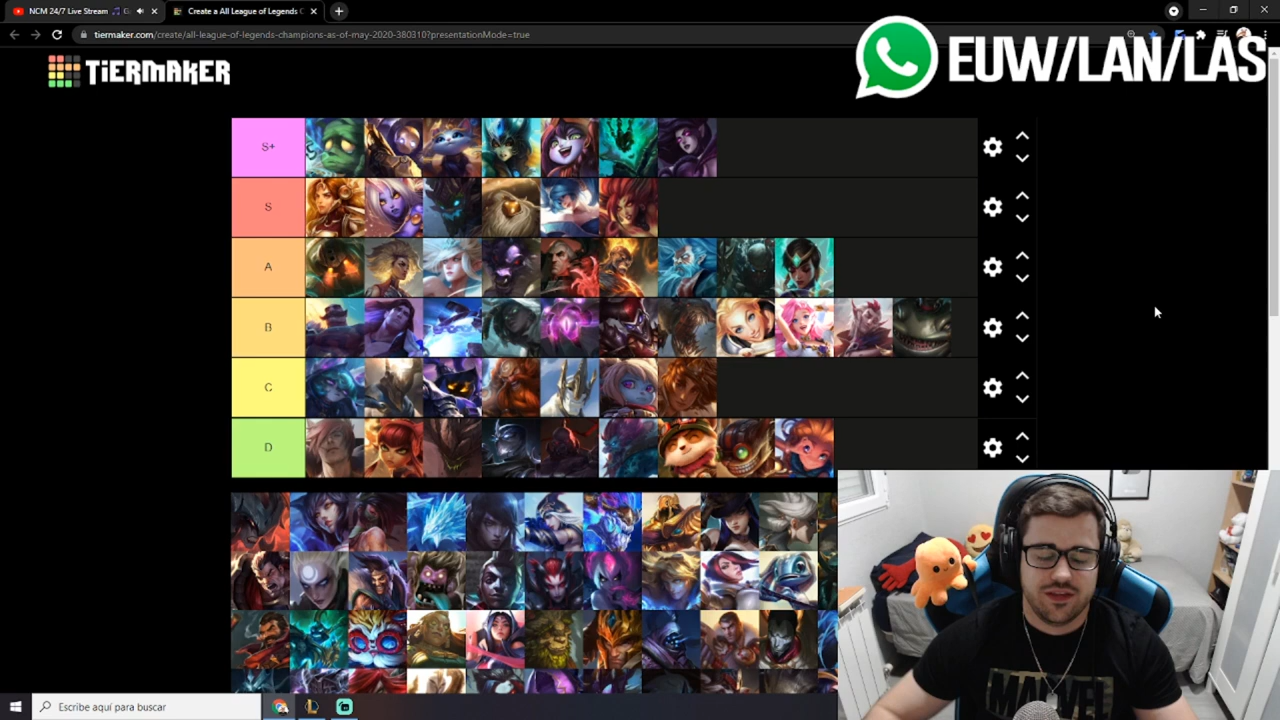 NCM 24/7 Live Stream
Create a All League of Legends C
tiermaker.com/create/all-league-of-legends-champions-as-of-may-2020-380310?presentationMode=true
EUW/LAN/LAS
TIERMAKER
S+
S
A
B
C
D
MARVEL
Escribe aquí para buscar